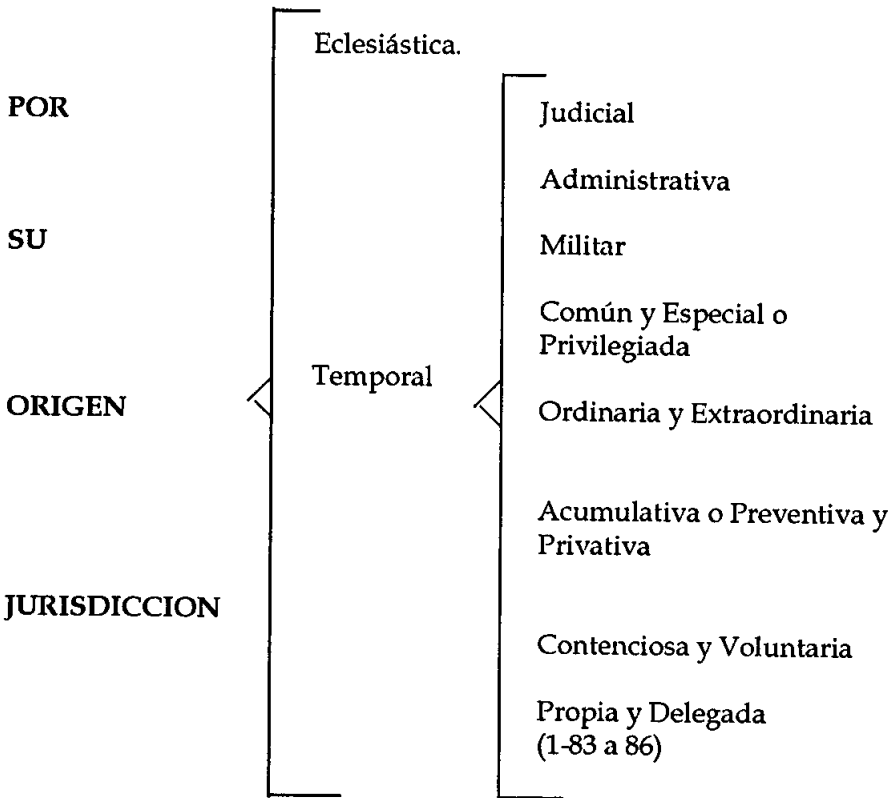 POR
SU
ORIGEN
JURISDICCION
Eclesiástica.
Temporal
Judicial
Administrativa
Militar
Común y Especial o
Privilegiada
Ordinaria y Extraordinaria
Acumulativa o Preventiva y
Privativa
Contenciosa y Voluntaria
Propia y Delegada
(1-83 a 86)